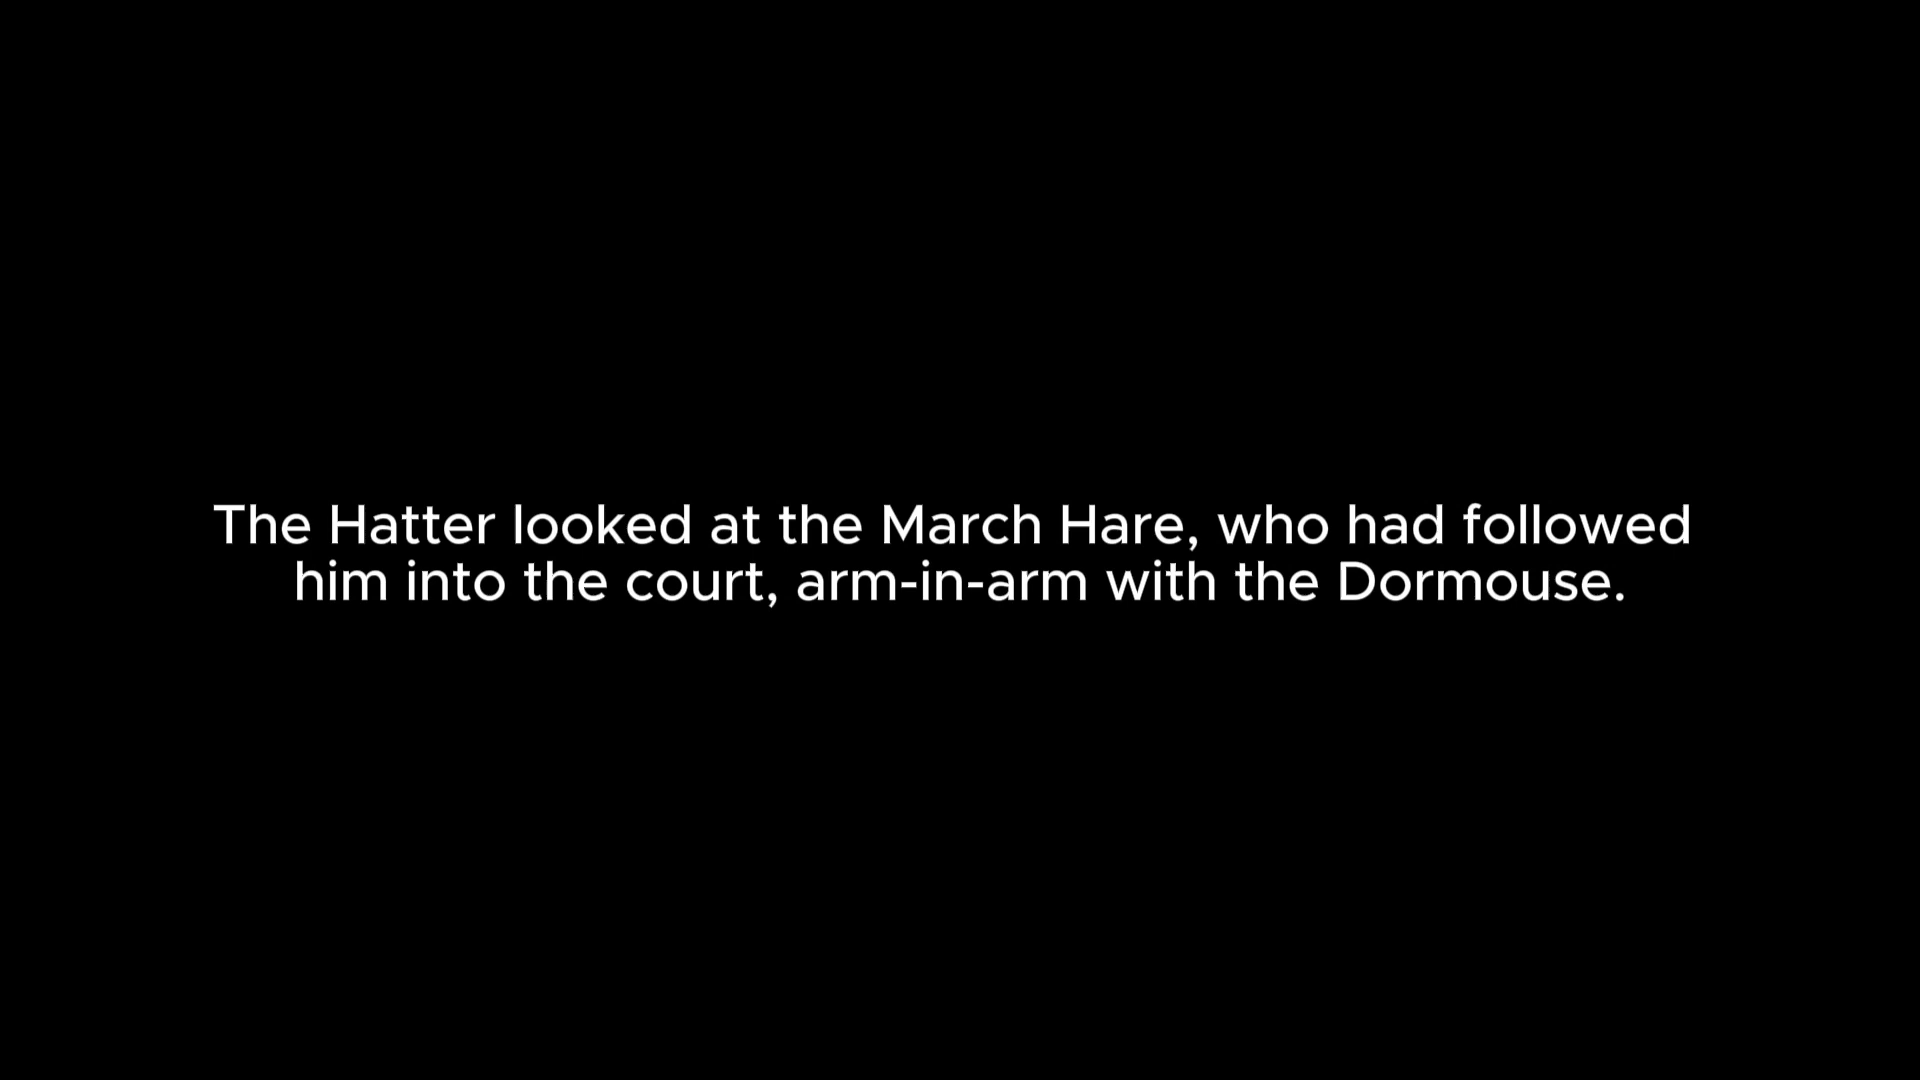 The Hatter looked at the March Hare, who had followed
him into the court, arm-in-arm with the Dormouse.